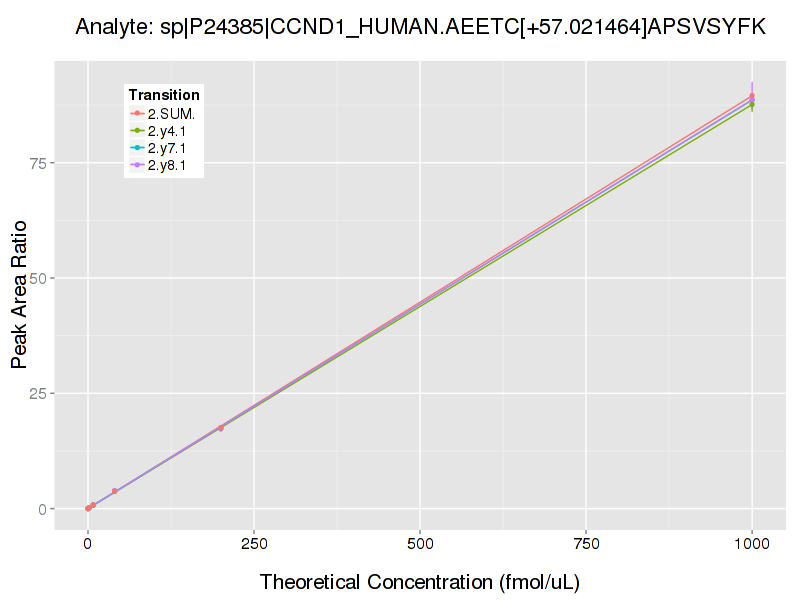 Analyte: sp|P24385|CCND1_HUMAN.AEETC[+57.021464]APSVSYFK
Transition
2.SUM.
2.y4.1
2.y7.1
2.y8.1
75
50
25
0
Peak Area Ratio
0 250 500 750 1000
Theoretical Concentration (fmol/uL)